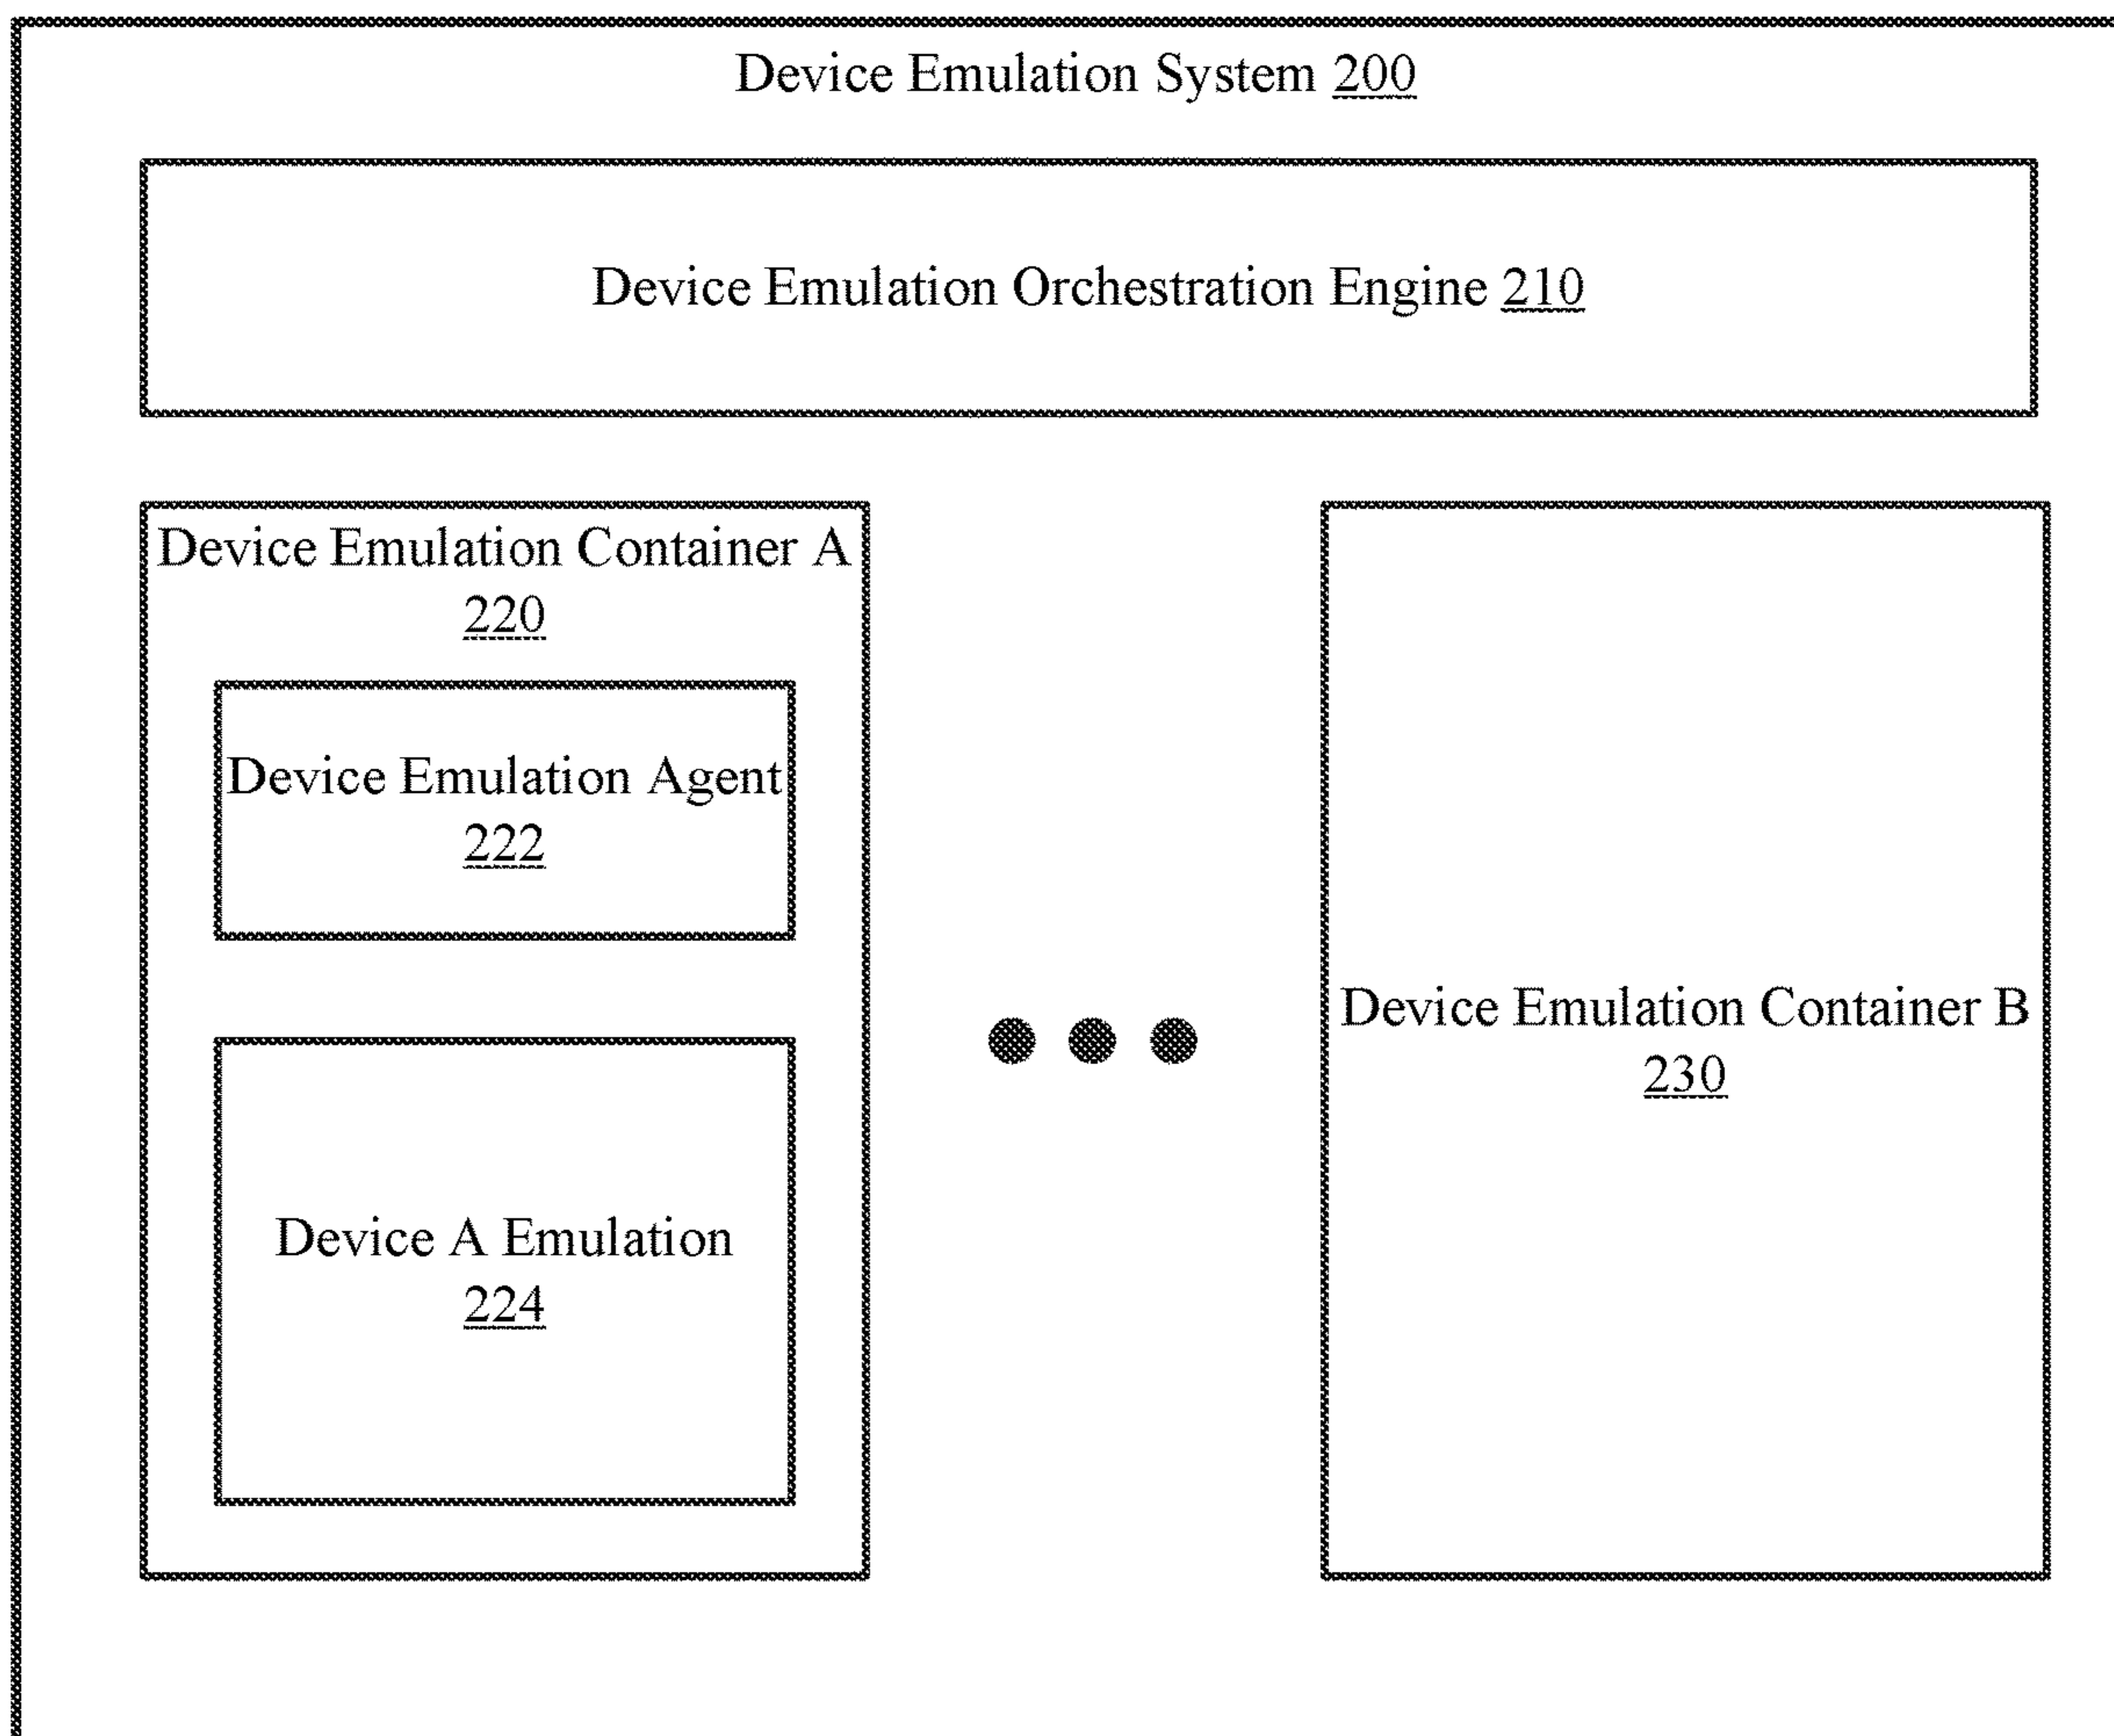 Device Emulation System 200
Device Emulation Orchestration Engine 210
Device Emulation Container A
220
Device Emulation Agent
222
Device A Emulation
224
Device Emulation Container B
230